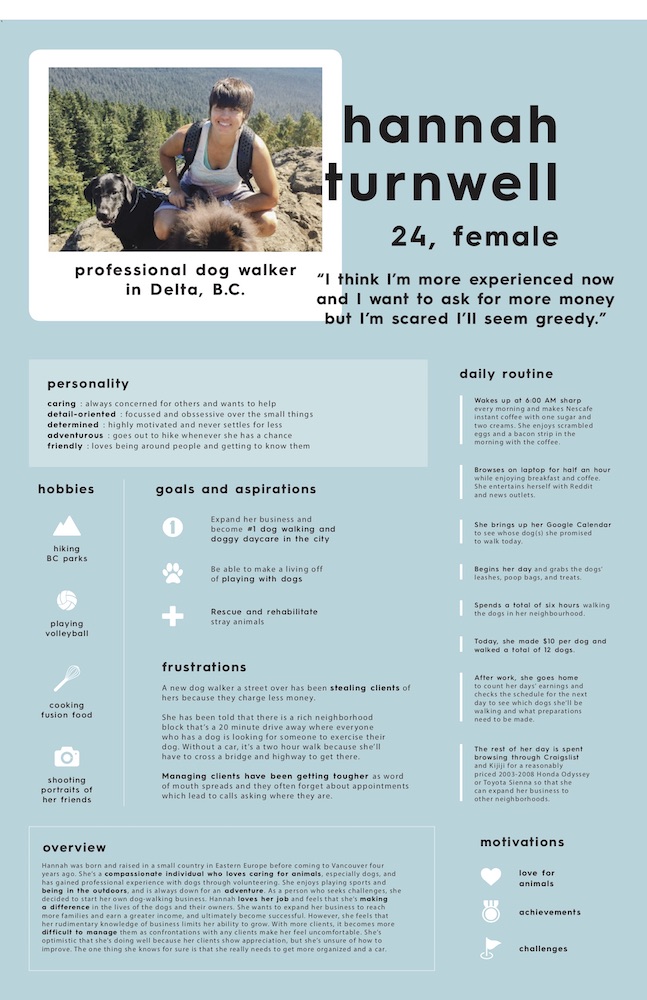 hannah
turnwell
24, female
professional dog walker
in Delta, B.C.
“I think I’m more experienced now
and I want to ask for more money
but I’m scared I’ll seem greedy.”
personality
caring : always concerned for others and wants to help
detail-oriented : focussed and obssessive over the small things
determined : highly motivated and never settles for less
adventurous : goes out to hike whenever she has a chance
friendly : loves being around people and getting to know them
hobbies
hiking
BC parks
playing
volleyball
cooking
fusion food
shooting
portraits of
her friends
goals and aspirations
1
Expand her business and
become #1 dog walking and
doggy daycare in the city
Be able to make a living off
of playing with dogs
Rescue and rehabilitate
stray animals
frustrations
A new dog walker a street over has been stealing clients of
hers because they charge less money.
She has been told that there is a rich neighborhood
block that’s a 20 minute drive away where everyone
who has a dog is looking for someone to exercise their
dog. Without a car, it’s a two hour walk because she’ll
have to cross a bridge and highway to get there.
Managing clients have been getting tougher as word
of mouth spreads and they often forget about appointments
which lead to calls asking where they are.
daily routine
Wakes up at 6:00 AM sharp
every morning and makes Nescafe
instant coffee with one sugar and
two creams. She enjoys scrambled
eggs and a bacon strip in the
morning with the coffee.
Browses on laptop for half an hour
while enjoying breakfast and coffee.
She entertains herself with Reddit
and news outlets.
She brings up her Google Calendar
to see whose dog(s) she promised
to walk today.
Begins her day and grabs the dogs’
leashes, poop bags, and treats.
Spends a total of six hours walking
the dogs in her neighbourhood.
Today, she made $10 per dog and
walked a total of 12 dogs.
After work, she goes home
to count her days’ earnings and
checks the schedule for the next
day to see which dogs she’ll be
walking and what preparations
need to be made.
The rest of her day is spent
browsing through Craigslist
and Kijiji for a reasonably
priced 2003-2008 Honda Odyssey
or Toyota Sienna so that she
can expand her business to
other neighborhoods.
overview
Hannah was born and raised in a small country in Eastern Europe before coming to Vancouver four
years ago. She’s a compassionate individual who loves caring for animals, especially dogs, and
has gained professional experience with dogs through volunteering. She enjoys playing sports and
being in the outdoors, and is always down for an adventure. As a person who seeks challenges, she
decided to start her own dog-walking business. Hannah loves her job and feels that she’s making
a difference in the lives of the dogs and their owners. She wants to expand her business to reach
more families and earn a greater income, and ultimately become successful. However, she feels that
her rudimentary knowledge of business limits her ability to grow. With more clients, it becomes more
difficult to manage them as confrontations with any clients make her feel uncomfortable. She’s
optimistic that she’s doing well because her clients show appreciation, but she’s unsure of how to
improve. The one thing she knows for sure is that she really needs to get more organized and a car.
motivations
love for
animals
achievements
challenges